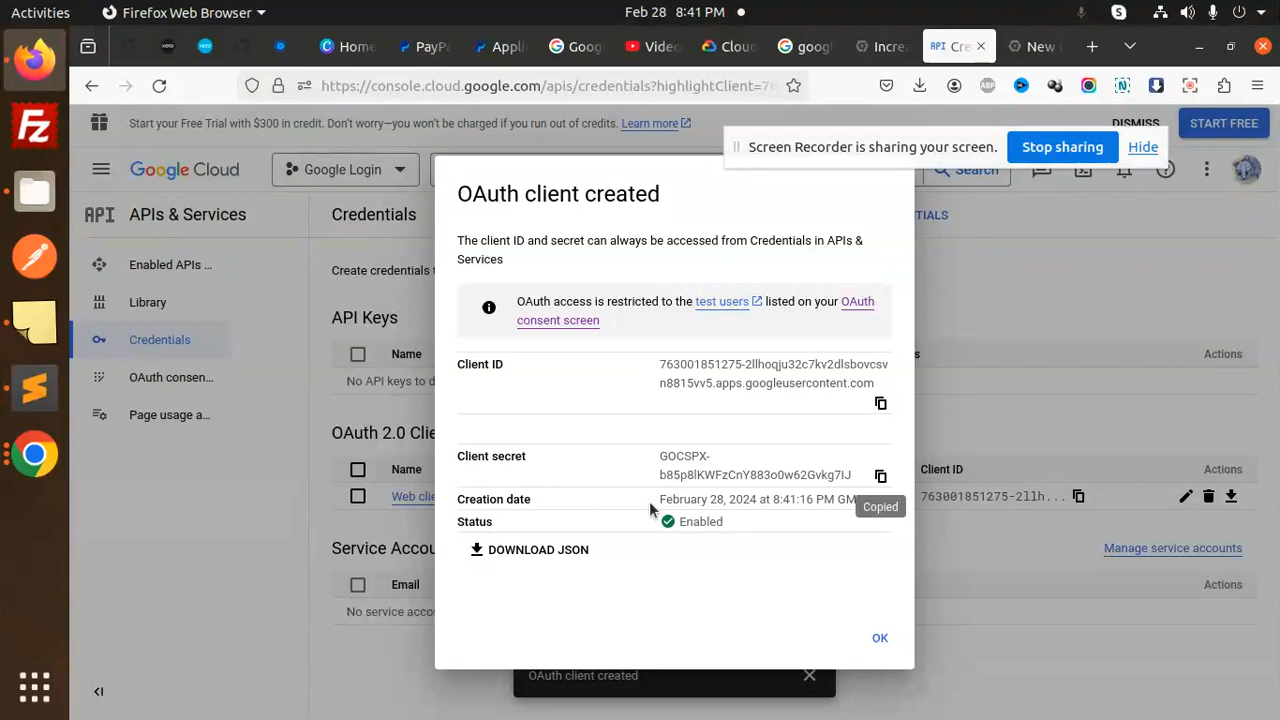 Activities
Firefox Web Browser
Feb 28 8:41 PM
Home
PayPa
Appli
Goog
Video
Cloud
googl
Increa
API Cre
New
https://console.cloud.google.com/apis/credentials?highlightClient=7
Start your Free Trial with $300 in credit. Don't worry—you won't be charged if you run out of credits. Learn more
DISMISS
START FREE
Screen Recorder is sharing your screen.
Stop sharing
Hide
Google Cloud
Google Login
Search
API APIs & Services
Credentials
Enabled APIs ...
Library
Credentials
OAuth consen...
Page usage a...
Create credentials t
API Keys
Name
Actions
No API keys to d
OAuth 2.0 Clie
Name
Client ID
Actions
Web clie
763001851275-2llh...
Service Accou
Manage service accounts
Email
Actions
No service accou
OAuth client created
The client ID and secret can always be accessed from Credentials in APIs &
Services
OAuth access is restricted to the test users listed on your OAuth
consent screen
Client ID
763001851275-2llhoqju32c7kv2dlsbovcsv
n8815vv5.apps.googleusercontent.com
Client secret
GOCSPX-
b85p8lKWFzCnY883o0w62Gvkg7IJ
Creation date
February 28, 2024 at 8:41:16 PM GM
Copied
Status
Enabled
DOWNLOAD JSON
OK
OAuth client created